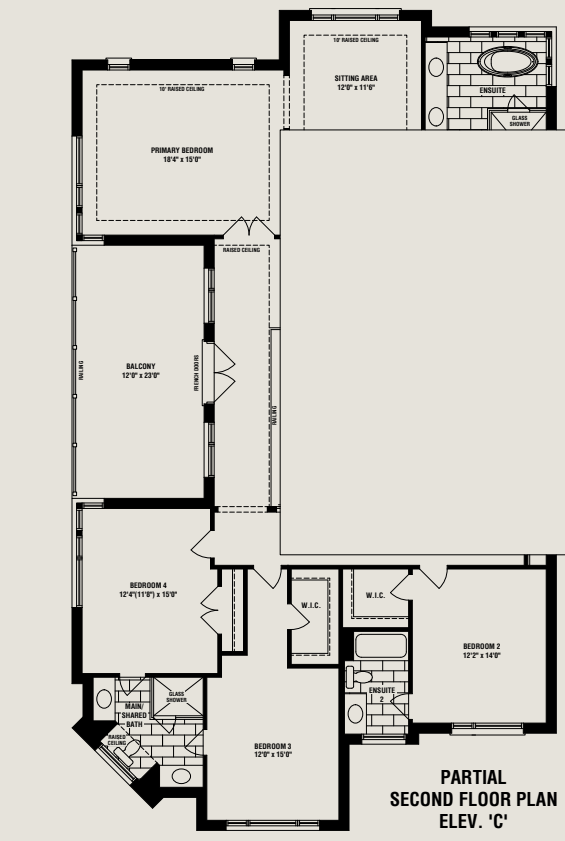 10' RAISED CEILING
SITTING AREA
12'0" x 11'6"
ENSUITE
GLASS
SHOWER
10' RAISED CEILING
PRIMARY BEDROOM
18'4" x 15'0"
RAISED CEILING
BALCONY
12'0" x 23'0"
RAILING
FRENCH DOORS
RAILING
BEDROOM 4
12'4"(11'8") x 15'0"
W.I.C.
W.I.C.
BEDROOM 2
12'2" x 14'0"
GLASS
SHOWER
MAIN/
SHARED
BATH
RAISED
CEILING
ENSUITE
2
BEDROOM 3
12'0" x 15'0"
PARTIAL
SECOND FLOOR PLAN
ELEV. 'C'